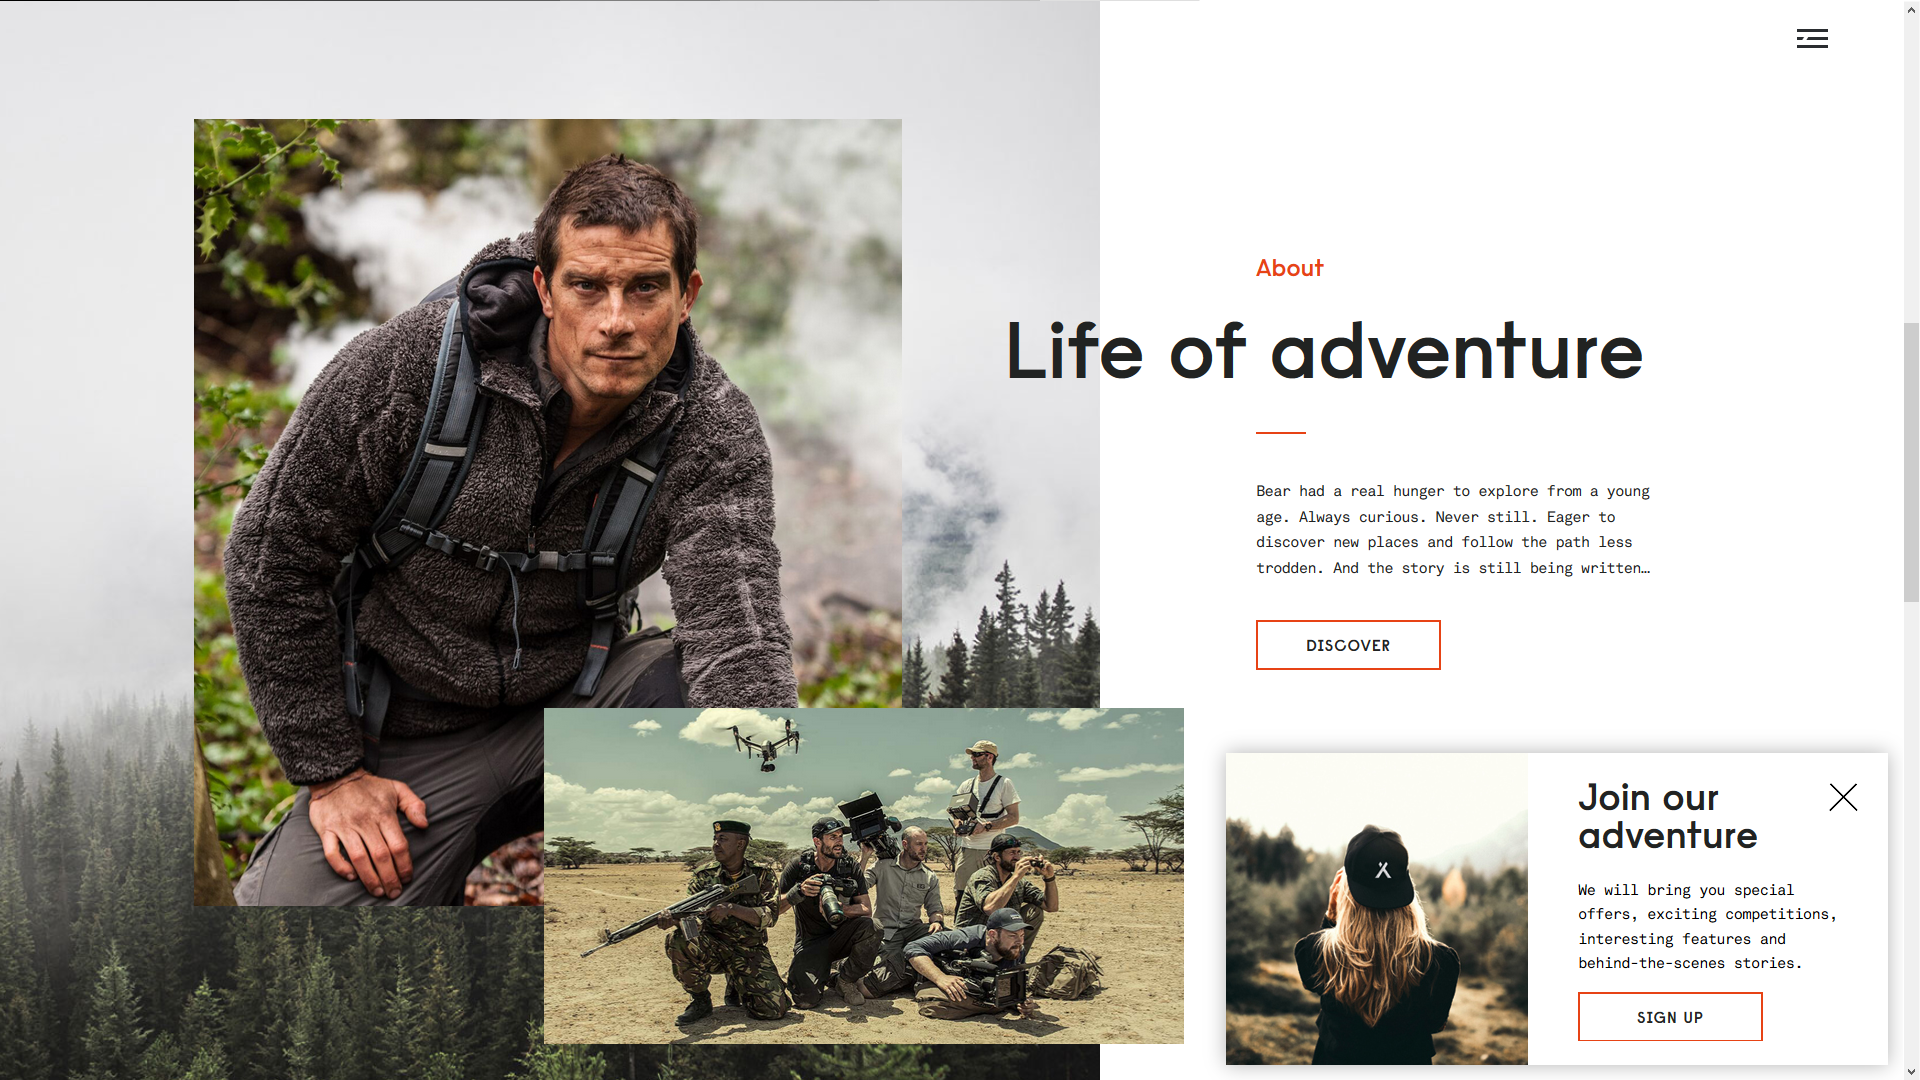 About
Life of adventure
Bear had a real hunger to explore from a young
age. Always curious. Never still. Eager to
discover new places and follow the path less
trodden. And the story is still being written…
DISCOVER
Join our
adventure
We will bring you special
offers, exciting competitions,
interesting features and
behind-the-scenes stories.
SIGN UP